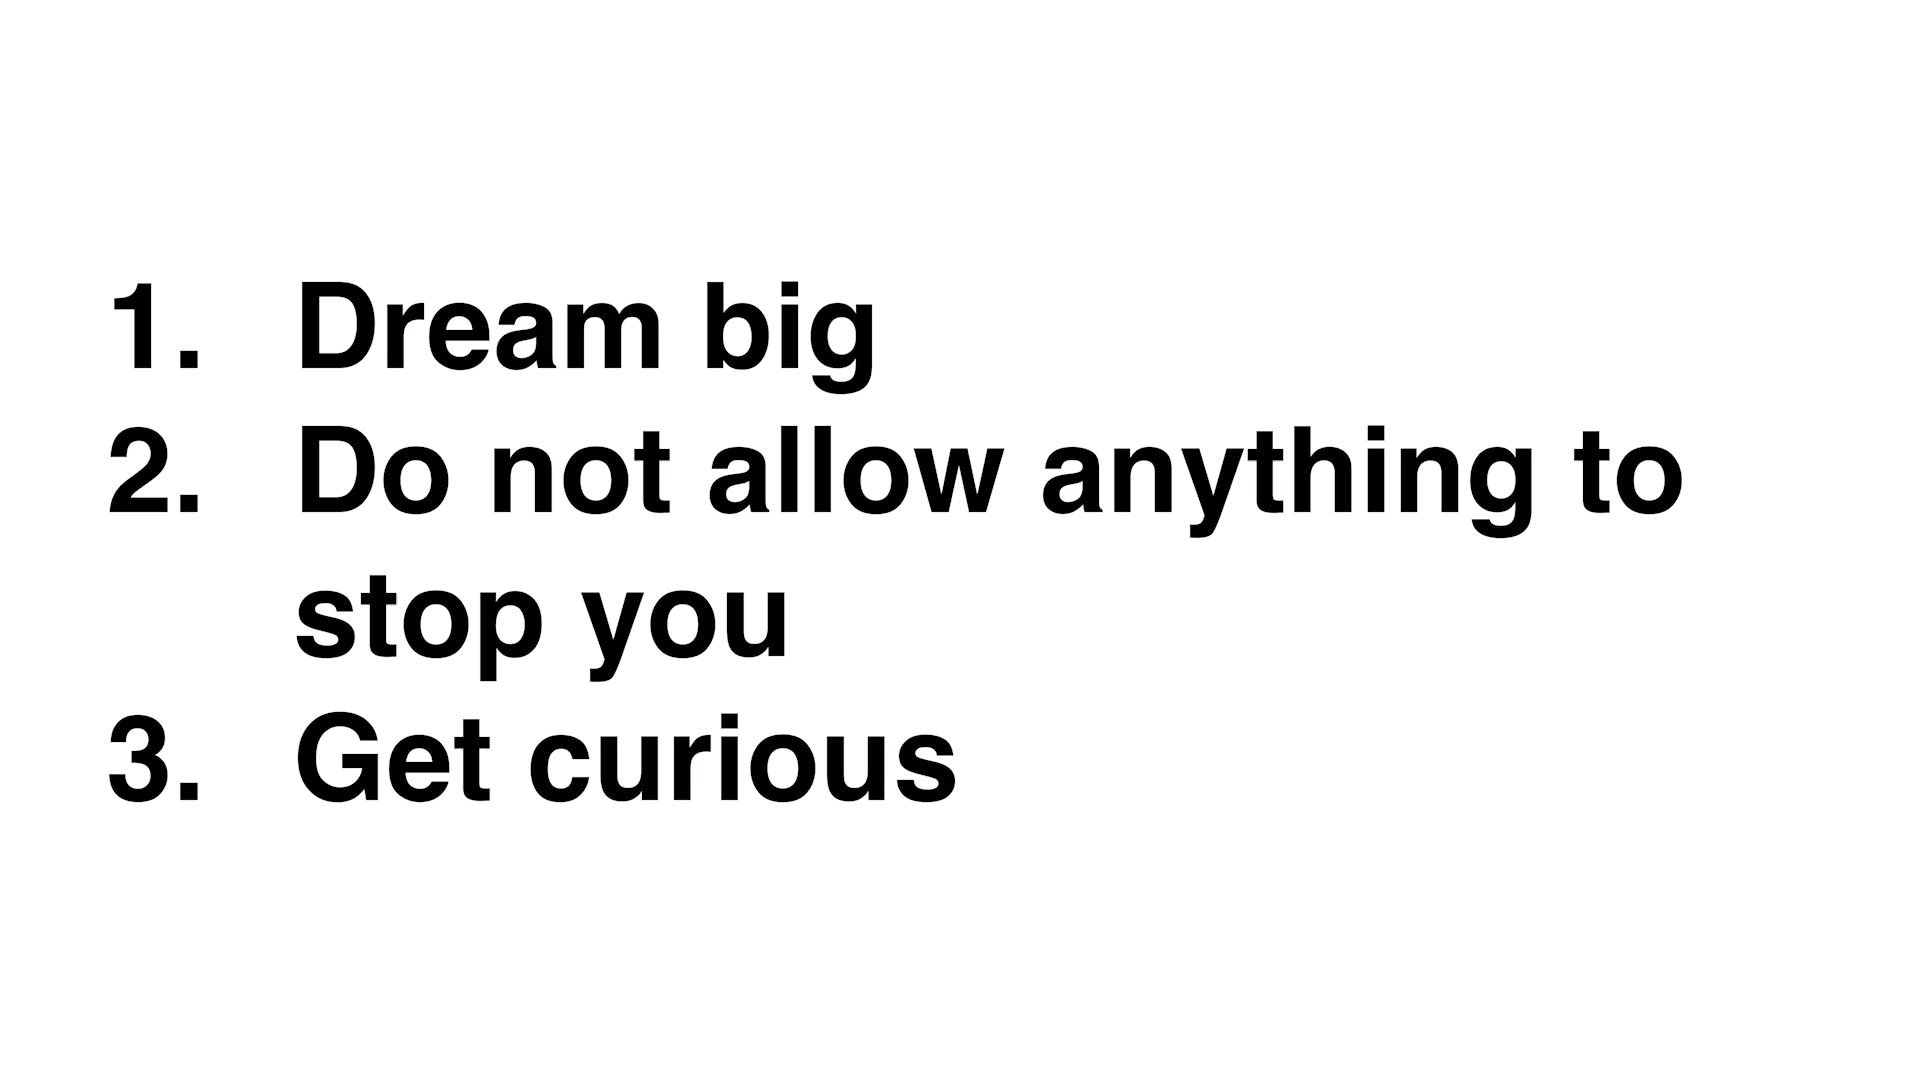 1. Dream big
2. Do not allow anything to
stop you
3. Get curious